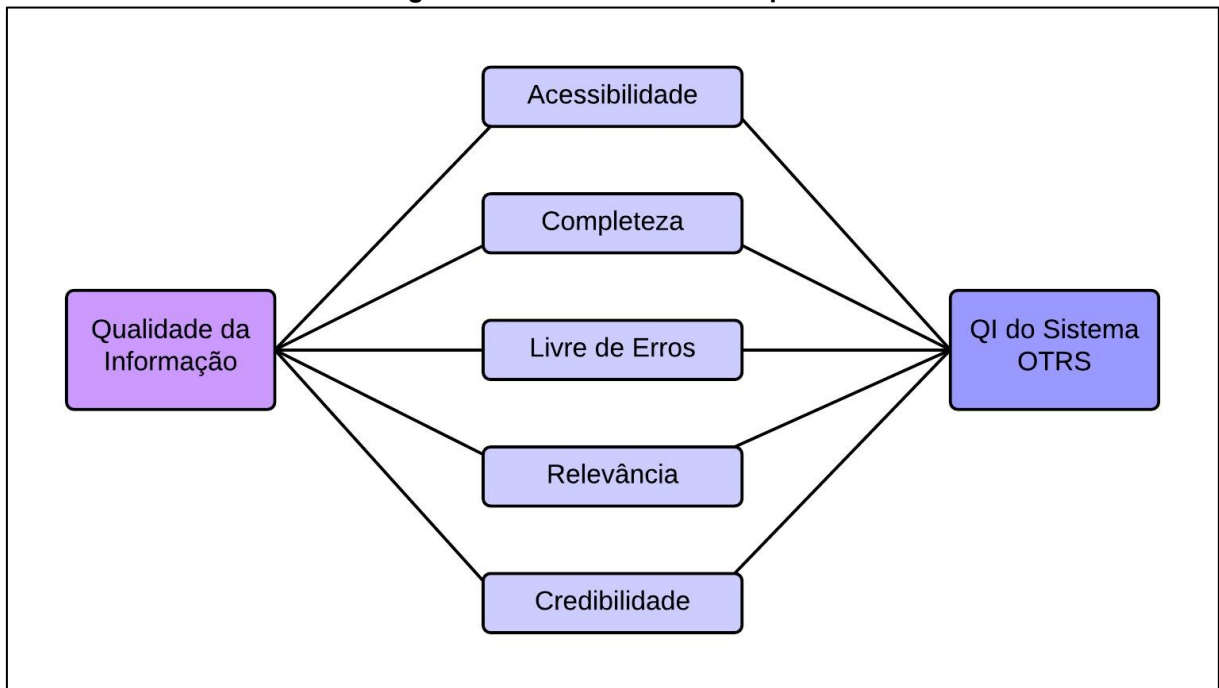 Acessibilidade
Completeza
Qualidade da
Informação
Livre de Erros
QI do Sistema
OTRS
Relevância
Credibilidade